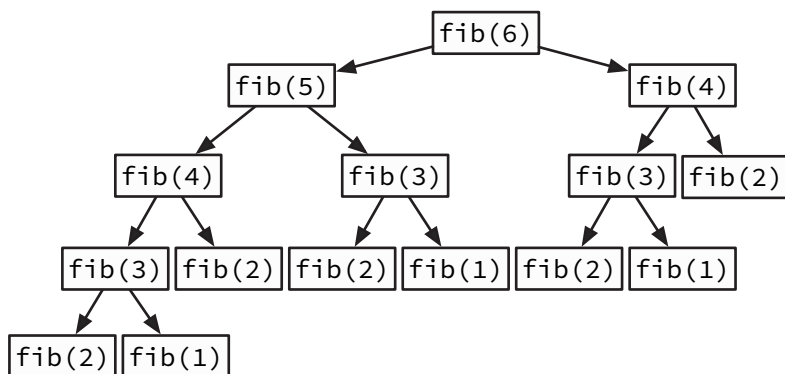 fib(6)
fib(5) fib(4)
fib(4) fib(3) fib(3) fib(2)
fib(3) fib(2) fib(2) fib(1) fib(2) fib(1)
fib(2) fib(1)